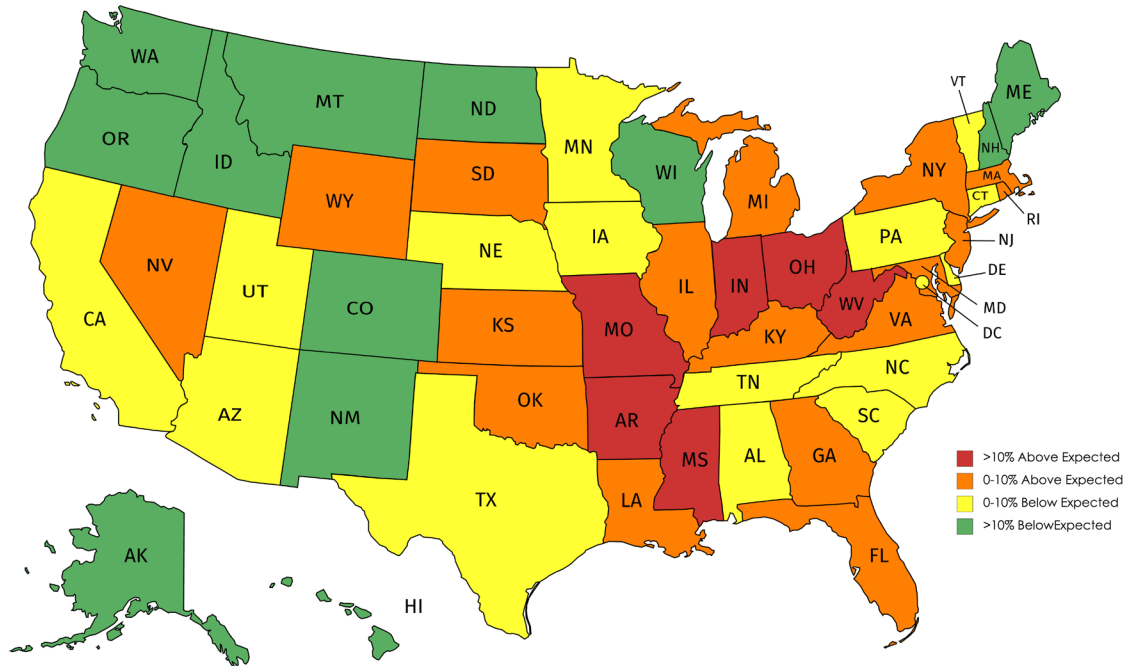 WA
MT
ND
MN
VT
ME
OR
ID
SD
WI
NH
NY
MA
WY
MI
CT
RI
NV
UT
NE
IA
PA
NJ
CA
CO
IL
IN
OH
DE
KS
MO
WV
MD
KY
VA
DC
AZ
NM
OK
AR
TN
NC
SC
TX
LA
MS
AL
GA
>10% Above Expected
0-10% Above Expected
0-10% Below Expected
>10% BelowExpected
AK
HI
FL